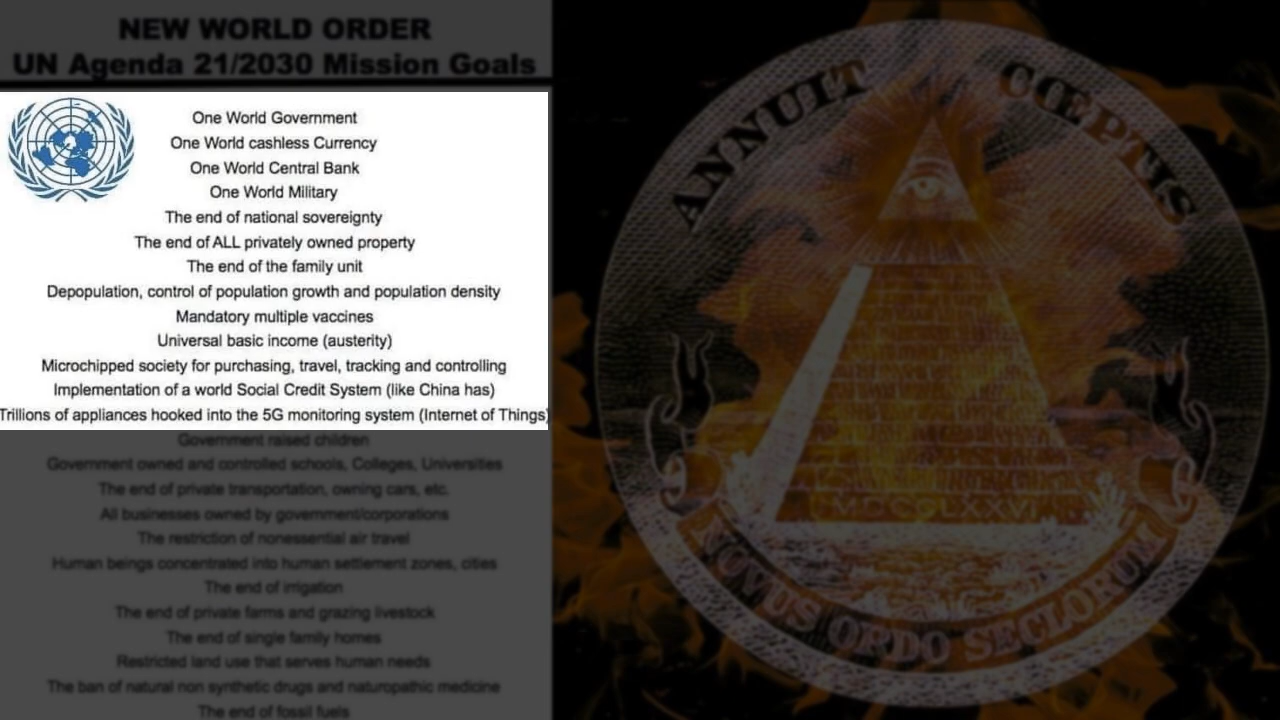 NEW WORLD ORDER
UN Agenda 21/2030 Mission Goals
One World Government
One World cashless Currency
One World Central Bank
One World Military
The end of national sovereignty
The end of ALL privately owned property
The end of the family unit
Depopulation, control of population growth and population density
Mandatory multiple vaccines
Universal basic income (austerity)
Microchipped society for purchasing, travel, tracking and controlling
Implementation of a world Social Credit System (like China has)
Trillions of appliances hooked into the 5G monitoring system (Internet of Things)
Government raised children
Government owned and controlled schools, Colleges, Universities
The end of private transportation, owning cars, etc.
All businesses owned by government/corporations
The restriction of nonessential air travel
Human beings concentrated into human settlement zones, cities
The end of irrigation
The end of private farms and grazing livestock
The end of single family homes
Restricted land use that serves human needs
The ban of natural non synthetic drugs and naturopathic medicine
The end of fossil fuels
ANNUIT CŒPTIS
MDCCLXXVI
NOVUS ORDO SECLORUM